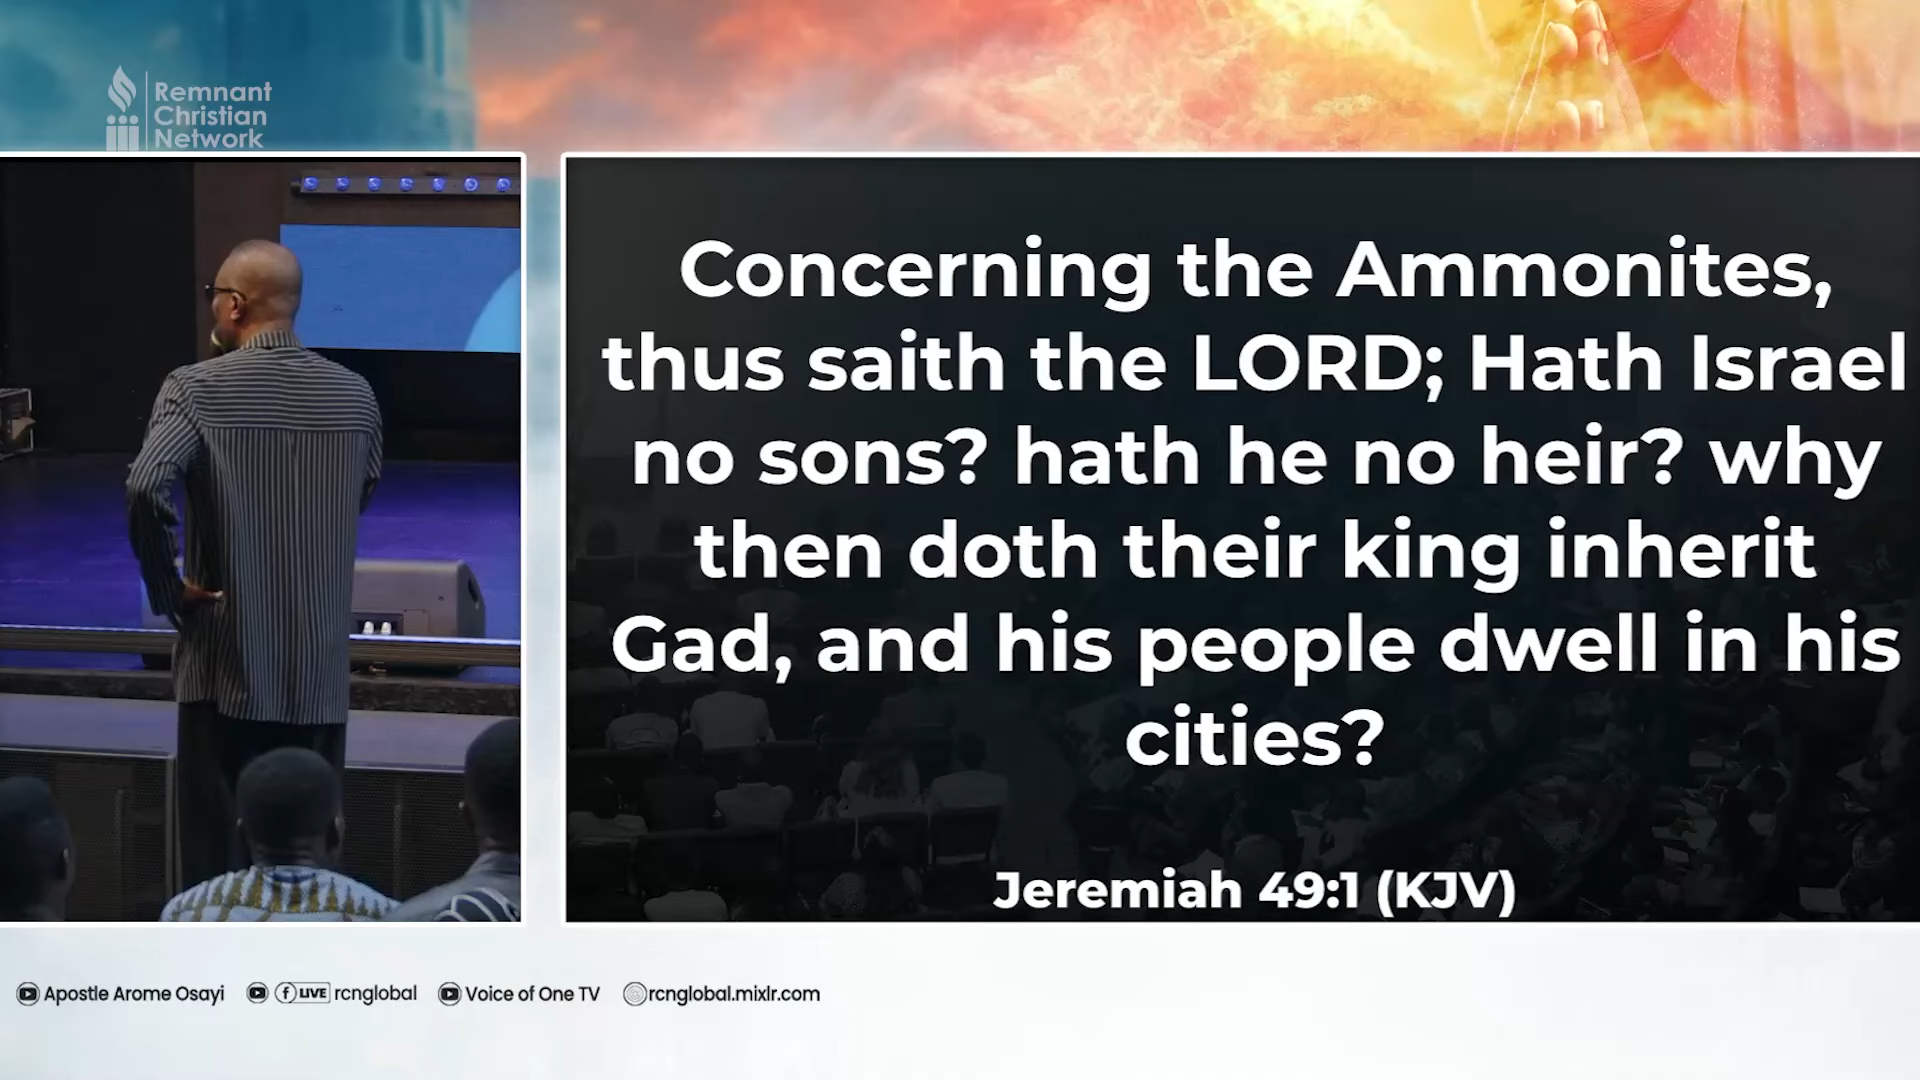 Remnant
Christian
Network
Concerning the Ammonites,
thus saith the LORD; Hath Israel
no sons? hath he no heir? why
then doth their king inherit
Gad, and his people dwell in his
cities?
Jeremiah 49:1 (KJV)
Apostle Arome Osayi LIVE rcnglobal Voice of One TV rcnglobal.mixlr.com